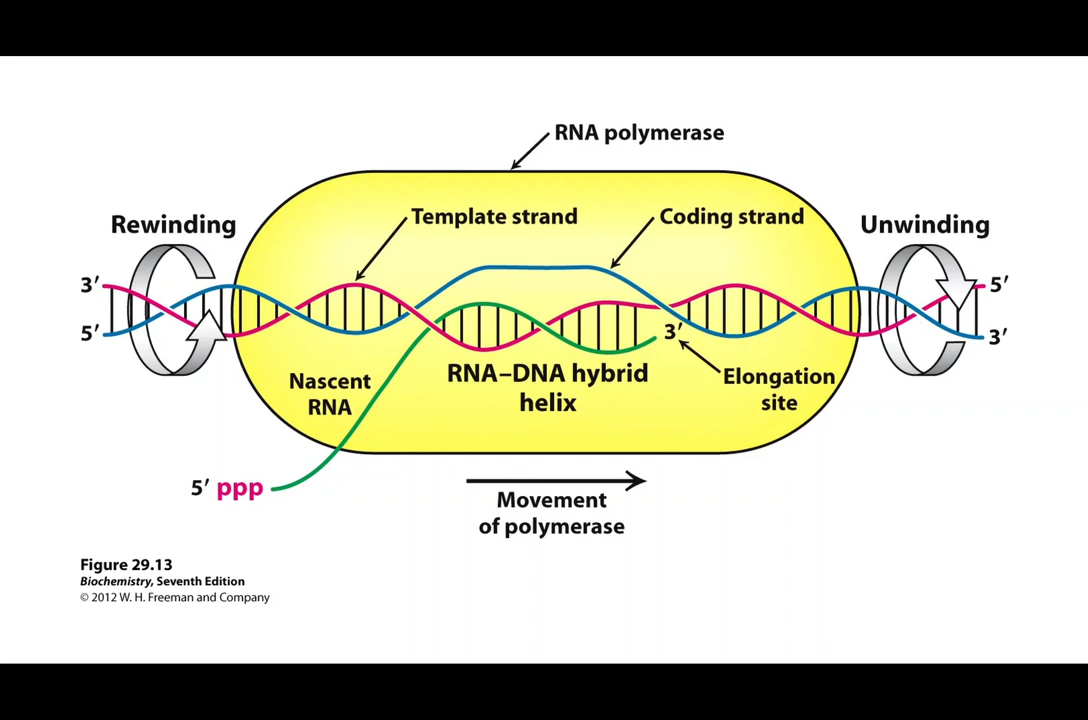 RNA polymerase
Template strand
Coding strand
Rewinding
Unwinding
3′
5′
5′
3′
3′
RNA–DNA hybrid
helix
Elongation
site
Nascent
RNA
5′ ppp
Movement
of polymerase
Figure 29.13
Biochemistry, Seventh Edition
© 2012 W. H. Freeman and Company